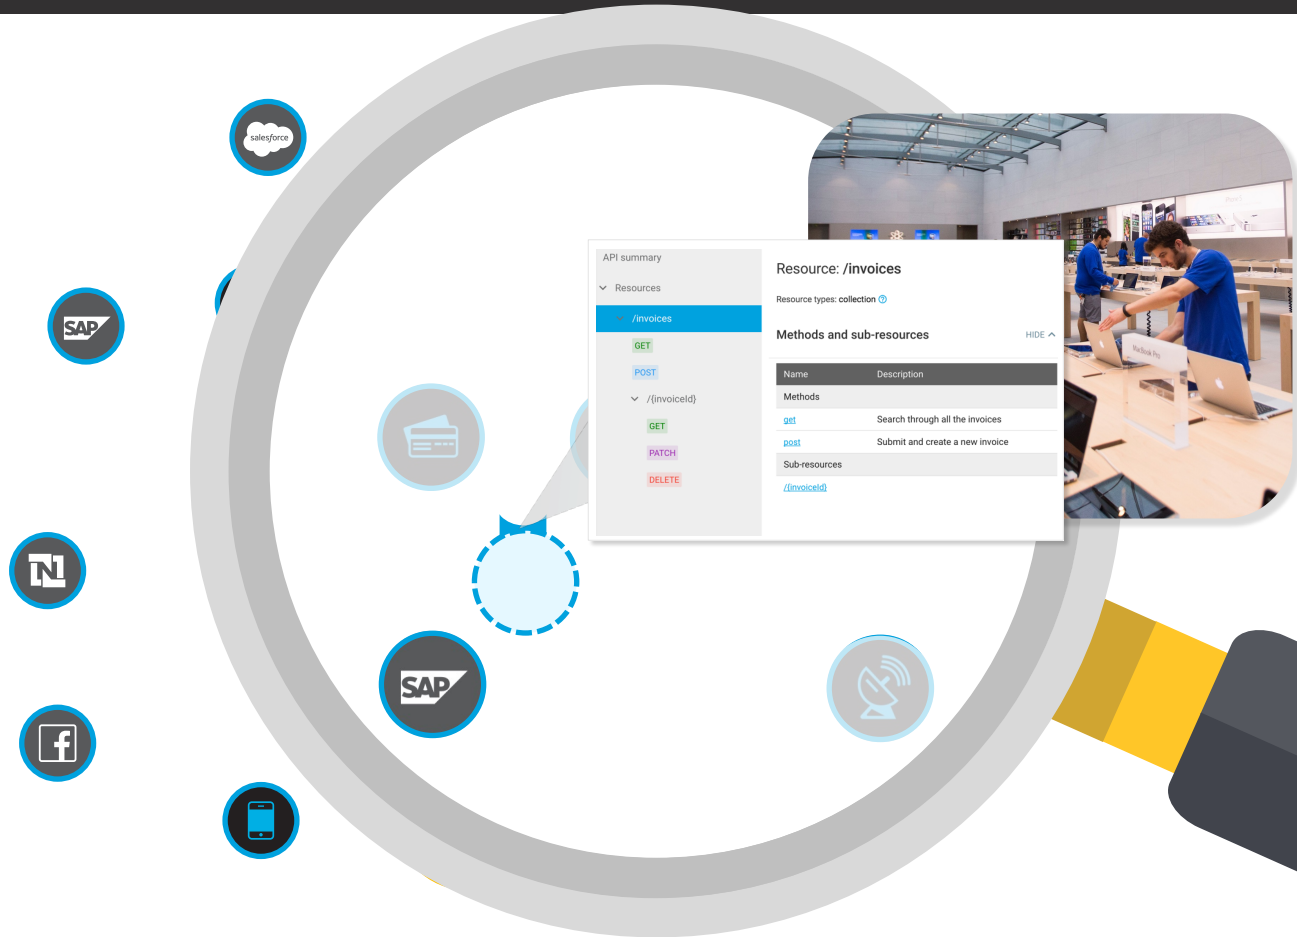 salesforce
SAP
API summary
Resources
/invoices
GET
POST
/{invoiceId}
GET
PATCH
DELETE
Resource: /invoices
Resource types: collection ?
Methods and sub-resources
HIDE
Name Description
Methods
get Search through all the invoices
post Submit and create a new invoice
Sub-resources
/{invoiceId}
MacBook Pro
N
SAP
f